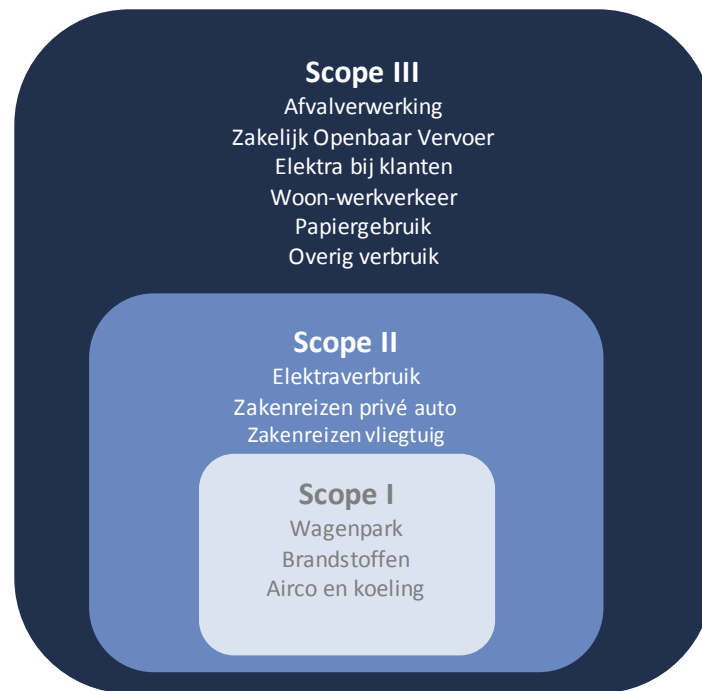 Scope III
Afvalverwerking
Zakelijk Openbaar Vervoer
Elektra bij klanten
Woon-werkverkeer
Papiergebruik
Overig verbruik
Scope II
Elektraverbruik
Zakenreizen privé auto
Zakenreizen vliegtuig
Scope I
Wagenpark
Brandstoffen
Airco en koeling